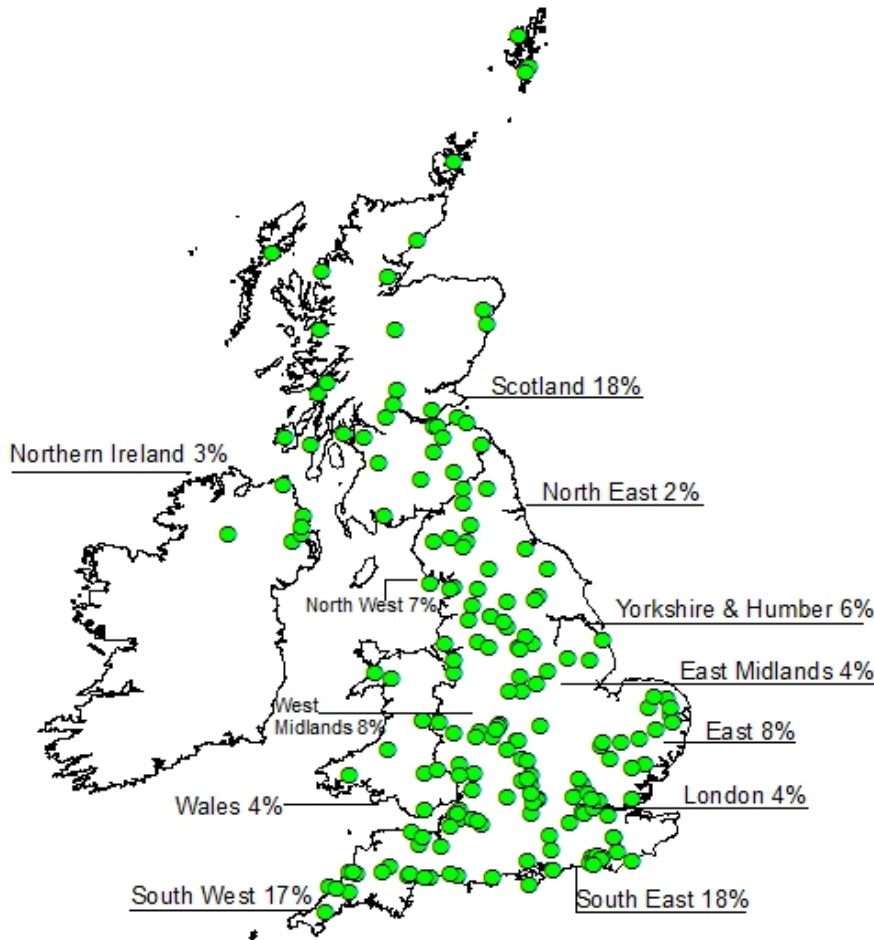 Scotland 18%
Northern Ireland 3%
North East 2%
North West 7%
Yorkshire & Humber 6%
East Midlands 4%
West
Midlands 8%
East 8%
Wales 4%
London 4%
South West 17%
South East 18%